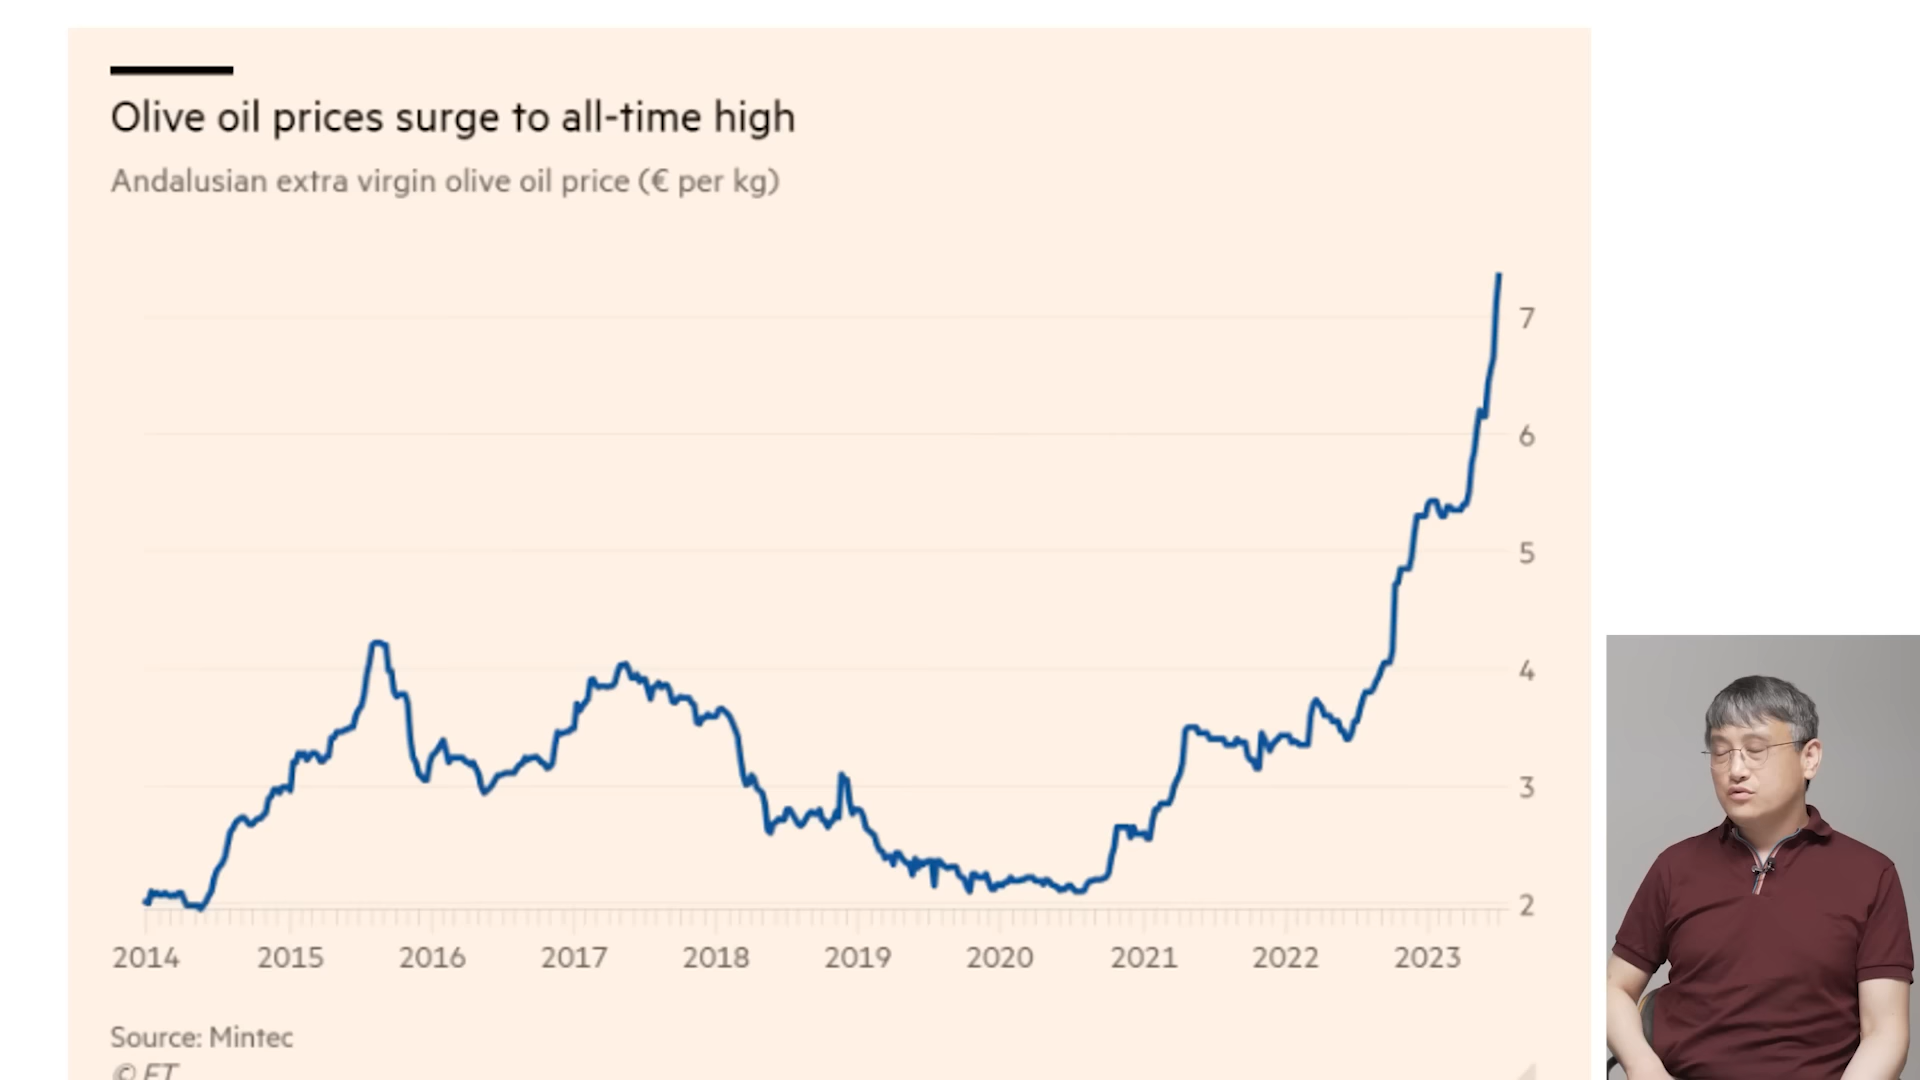 Olive oil prices surge to all-time high
Andalusian extra virgin olive oil price (€ per kg)
7
6
5
4
3
2
2014 2015 2016 2017 2018 2019 2020 2021 2022 2023
Source: Mintec
© FT